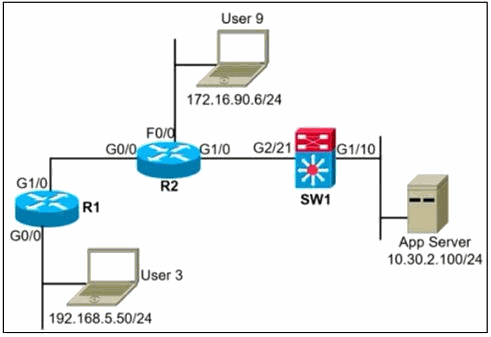 User 9
172.16.90.6/24
F0/0
G0/0
G1/0
R2
G2/21
G1/10
SW1
G1/0
R1
G0/0
App Server
10.30.2.100/24
User 3
192.168.5.50/24